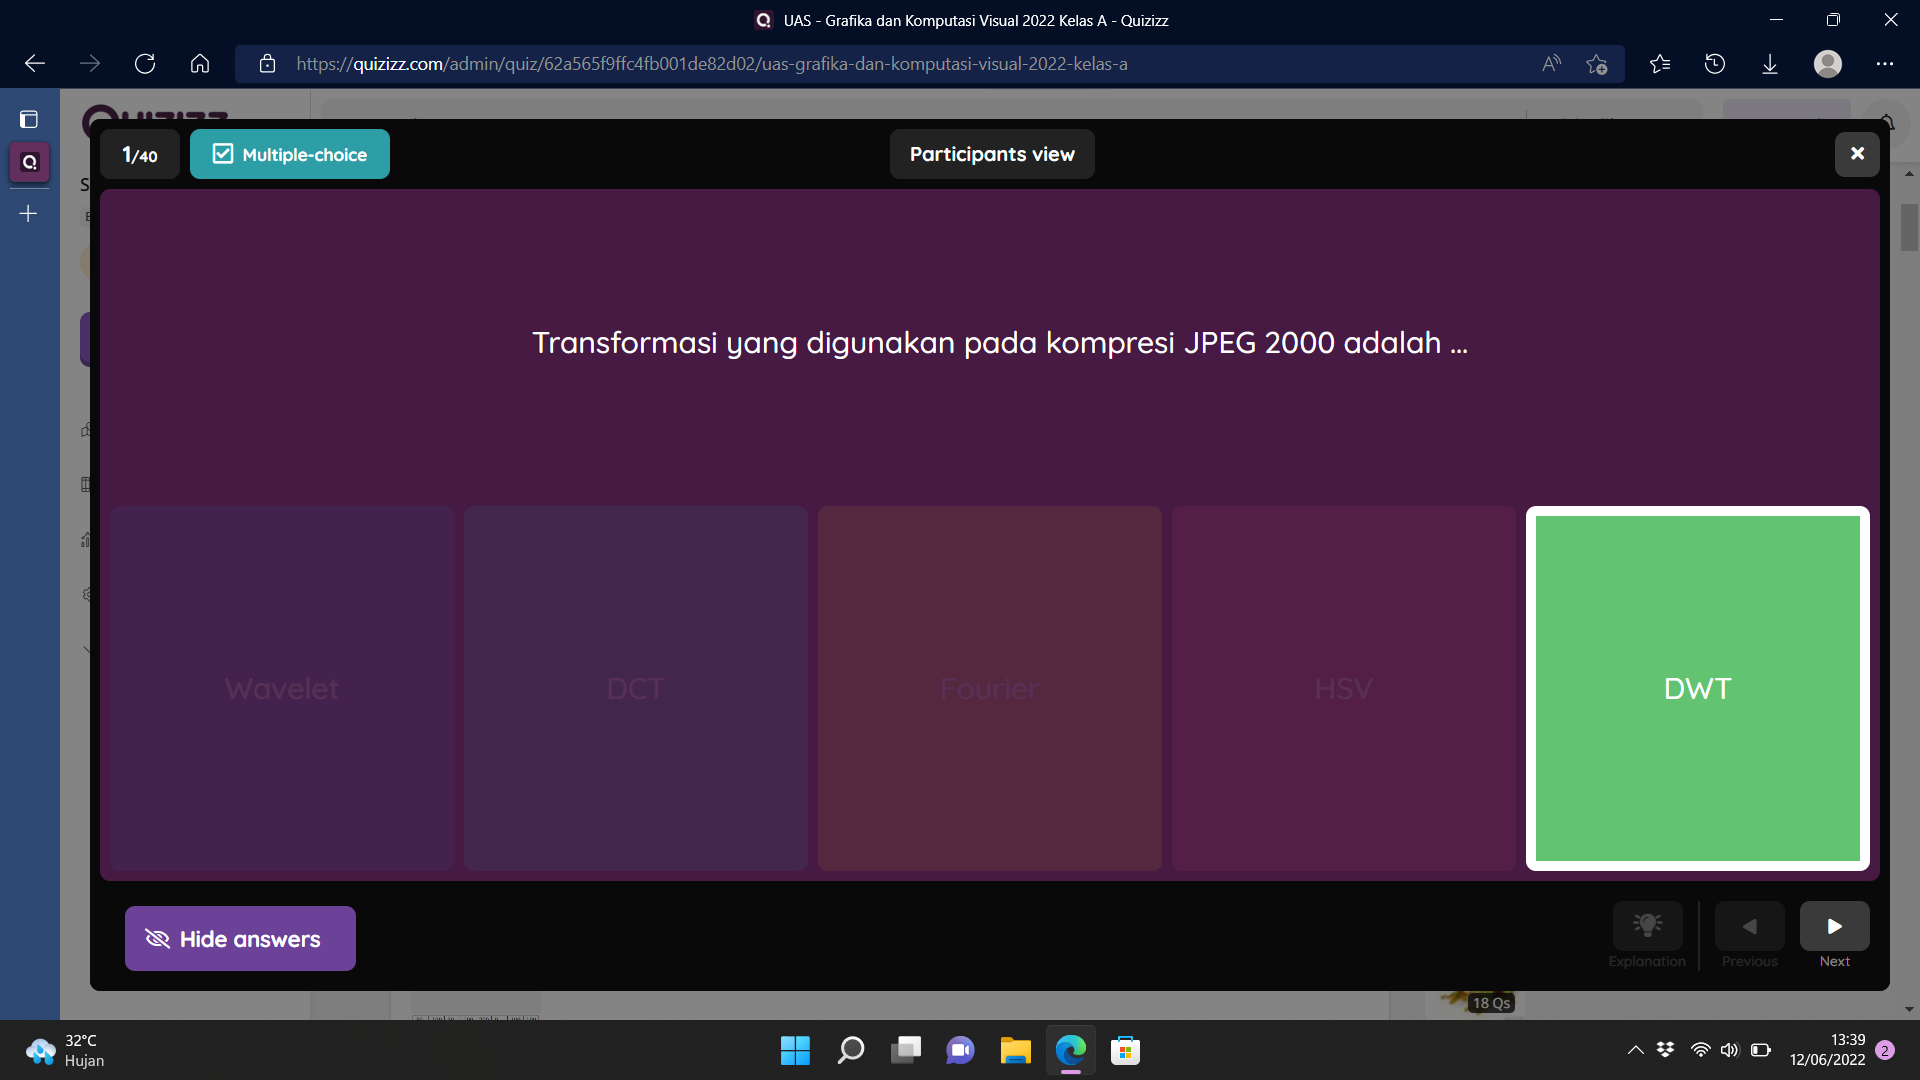 UAS - Grafika dan Komputasi Visual 2022 Kelas A - Quizizz
https://quizizz.com/admin/quiz/62a565f9ffc4fb001de82d02/uas-grafika-dan-komputasi-visual-2022-kelas-a
1/40
Multiple-choice
Participants view
Transformasi yang digunakan pada kompresi JPEG 2000 adalah ...
Wavelet
DCT
Fourier
HSV
DWT
Hide answers
Explanation
Previous
Next
18 Qs
32°C
Hujan
13:39
12/06/2022
2